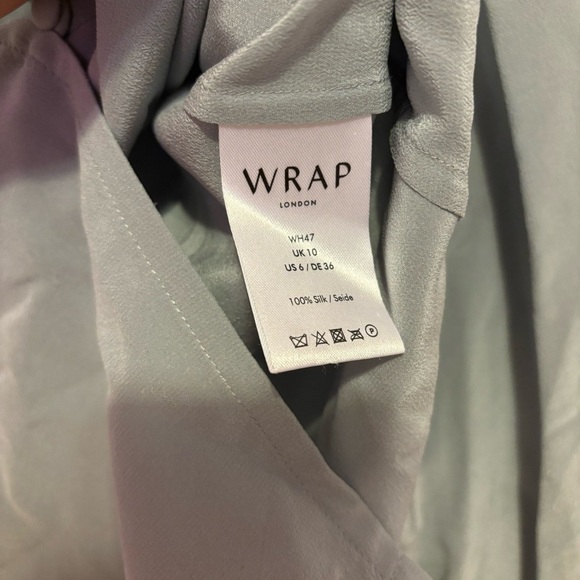 WRAP
LONDON
WH47
UK 10
US 6 / DE 36
100% Silk / Seide
P